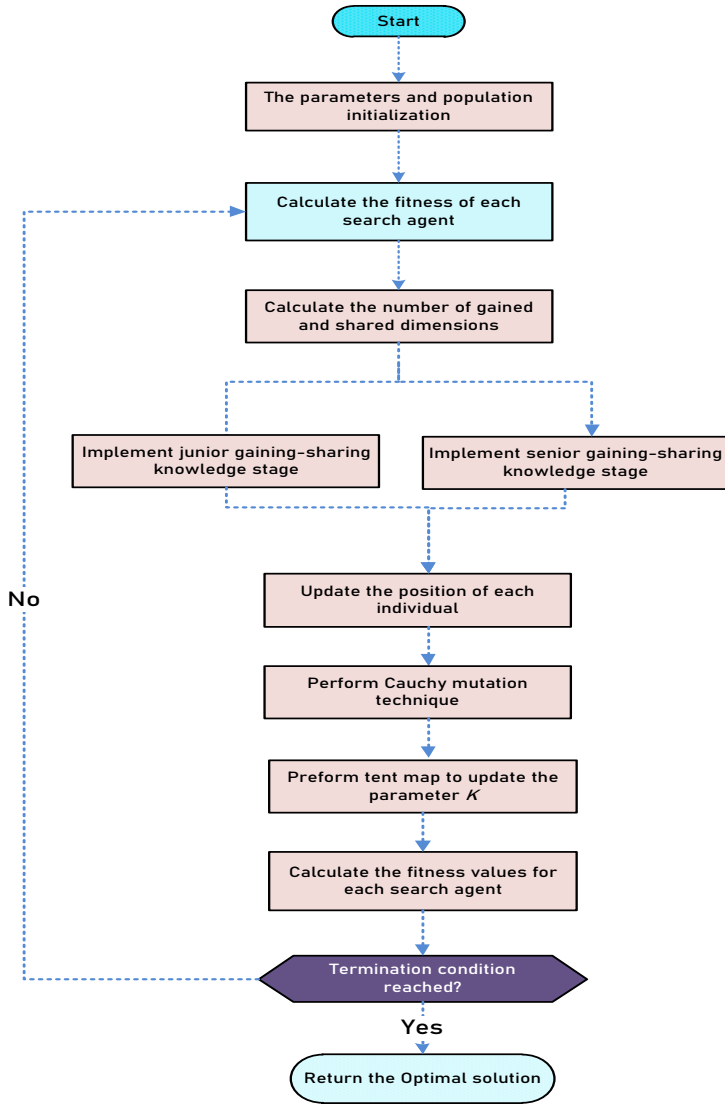 Start
The parameters and population
initialization
Calculate the fitness of each
search agent
Calculate the number of gained
and shared dimensions
Implement junior gaining-sharing
knowledge stage
Implement senior gaining-sharing
knowledge stage
Update the position of each
individual
No
Perform Cauchy mutation
technique
Preform tent map to update the
parameter K
Calculate the fitness values for
each search agent
Termination condition
reached?
Yes
Return the Optimal solution